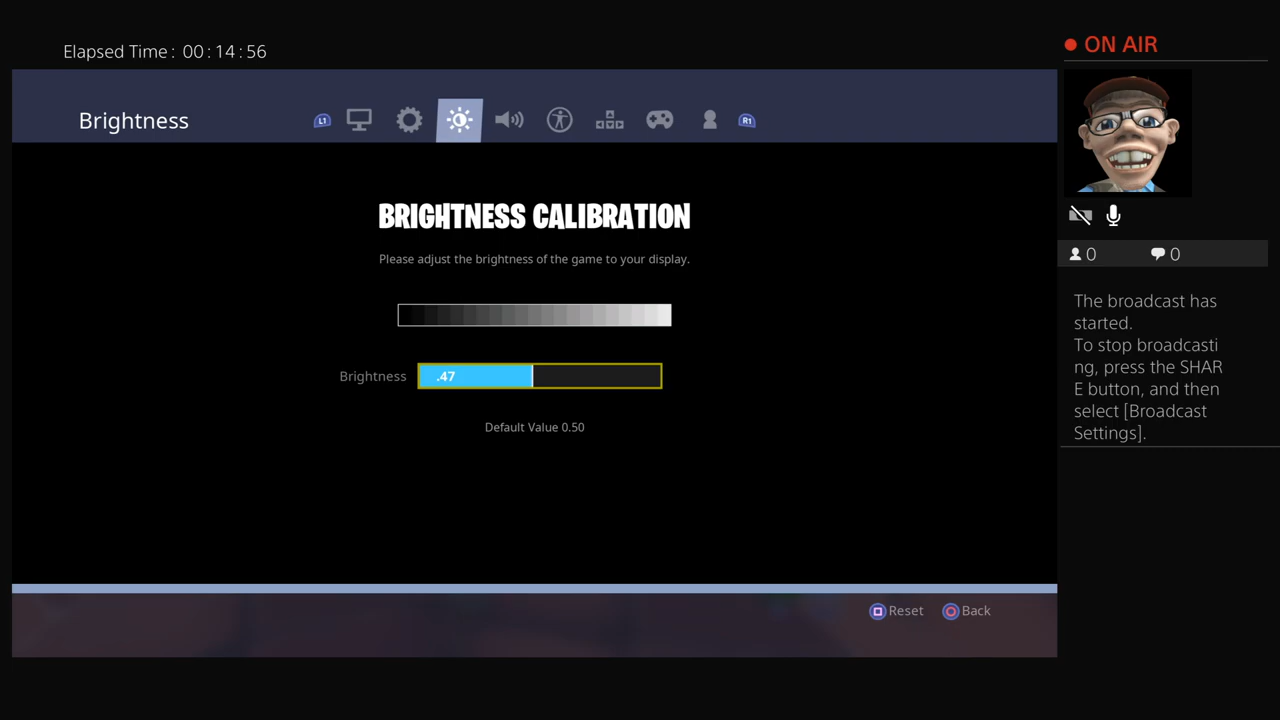 Elapsed Time: 00:14:56
ON AIR
Brightness
L1
R1
BRIGHTNESS CALIBRATION
Please adjust the brightness of the game to your display.
Brightness
.47
Default Value 0.50
Reset
Back
0
0
The broadcast has
started.
To stop broadcasti
ng, press the SHAR
E button, and then
select [Broadcast
Settings].